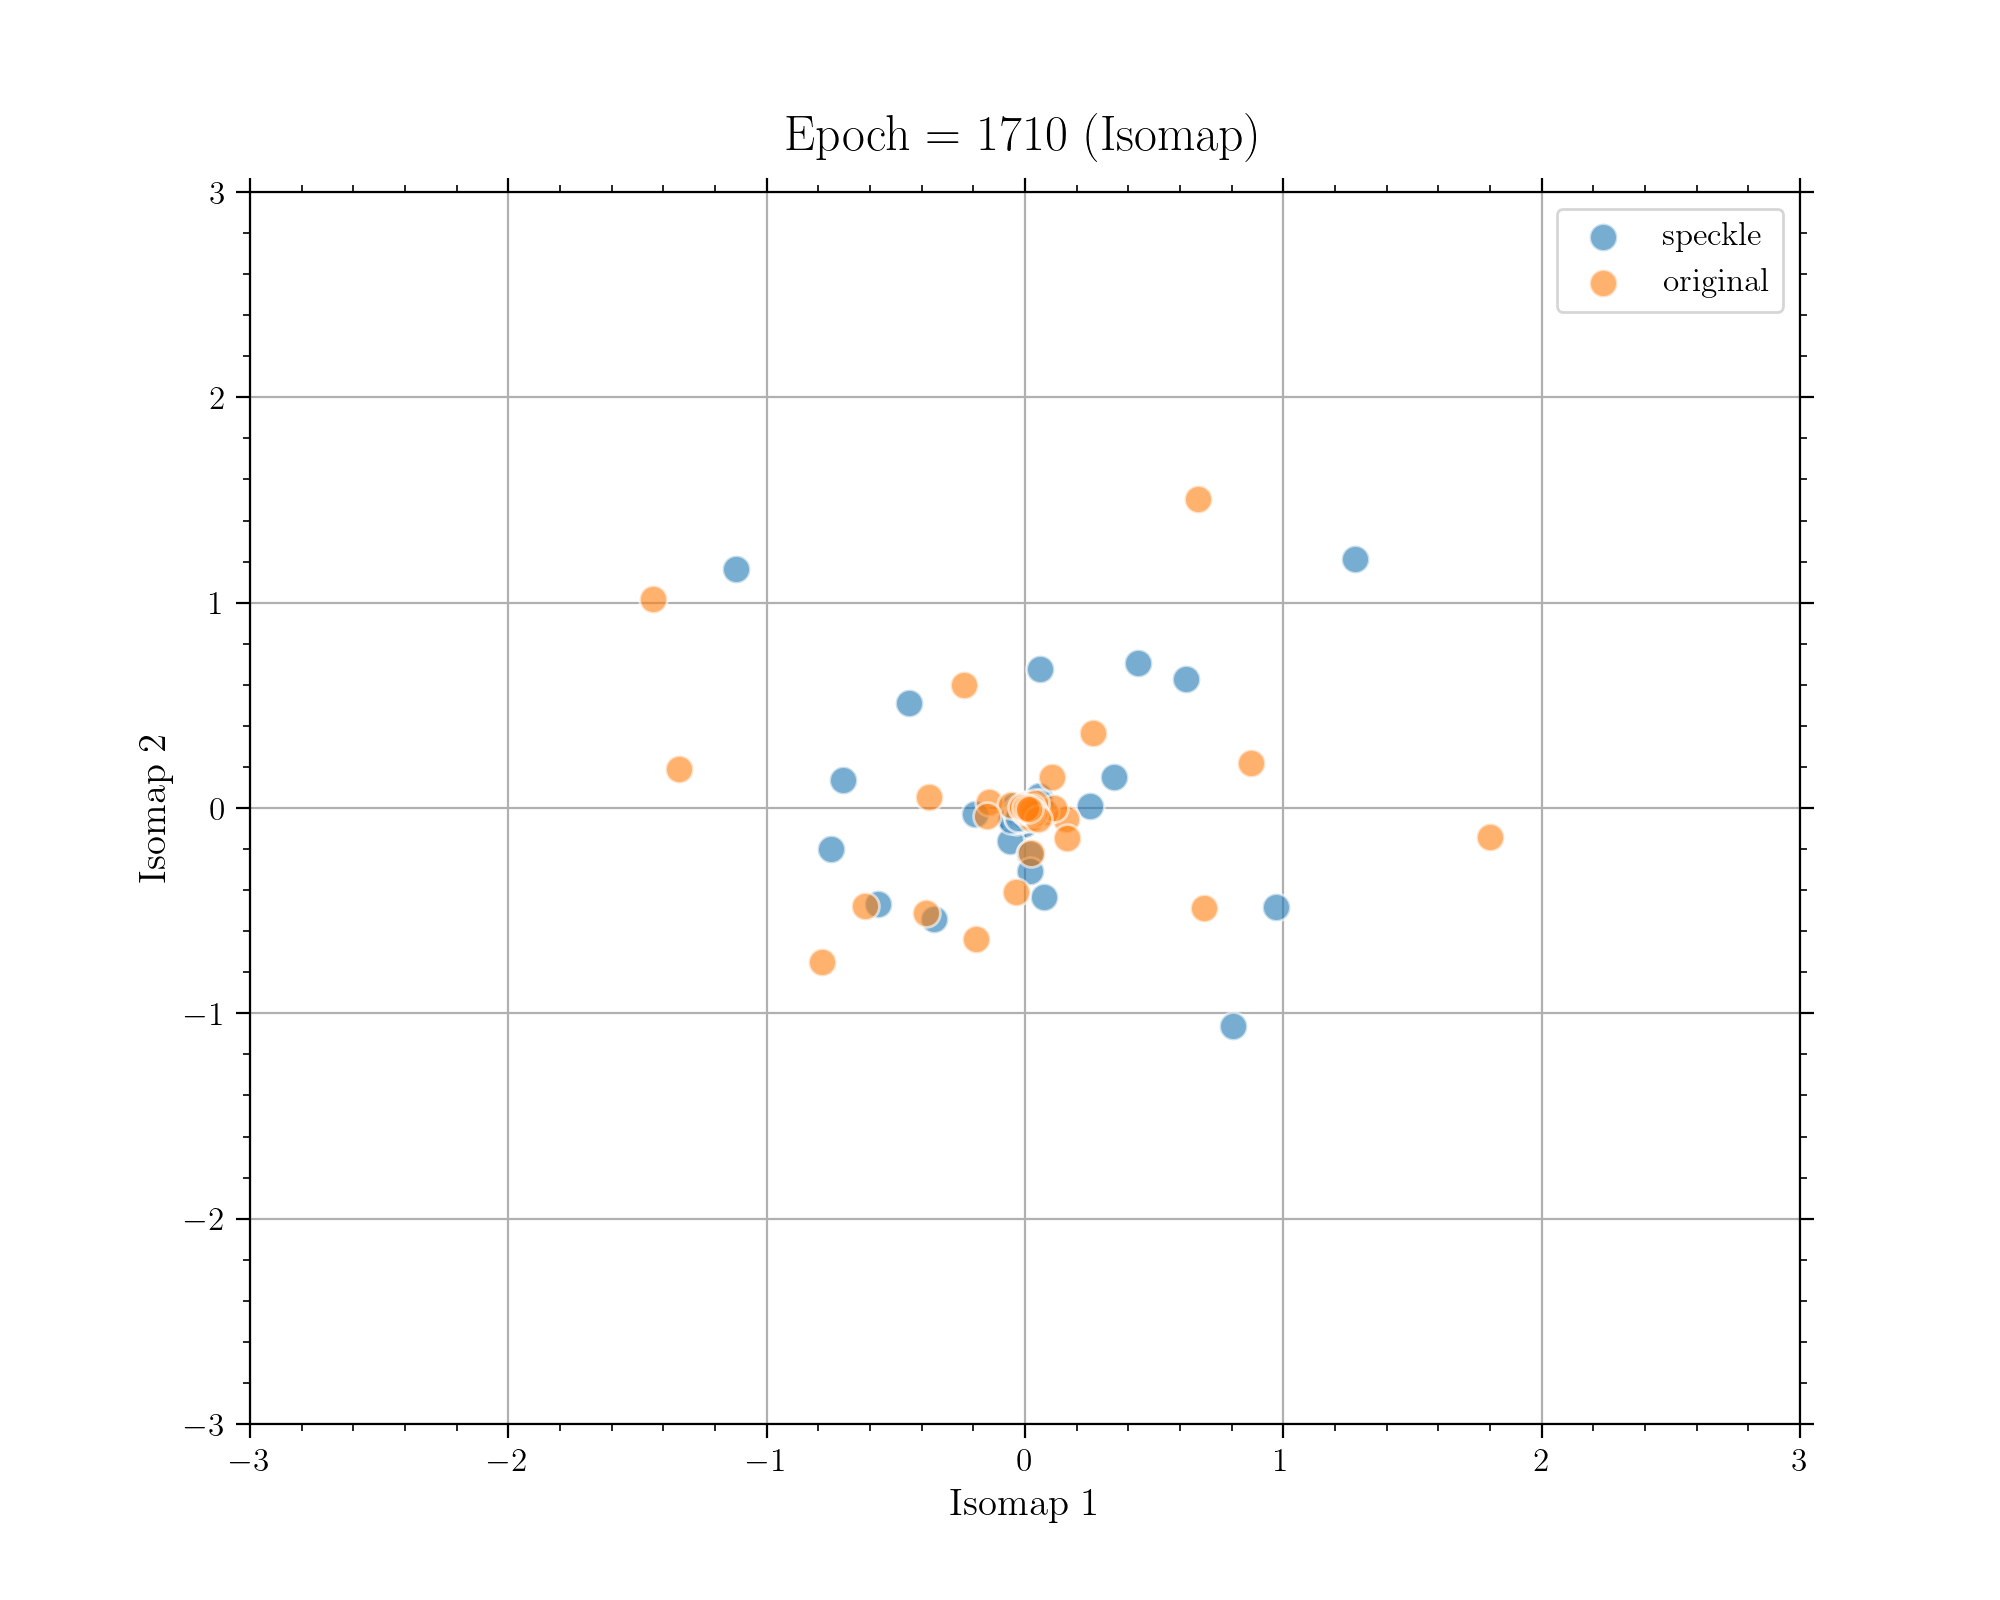 Epoch = 1710 (Isomap)
speckle
original
3
2
1
0
−1
−2
−3
Isomap 2
−3
−2
−1
0
1
2
3
Isomap 1